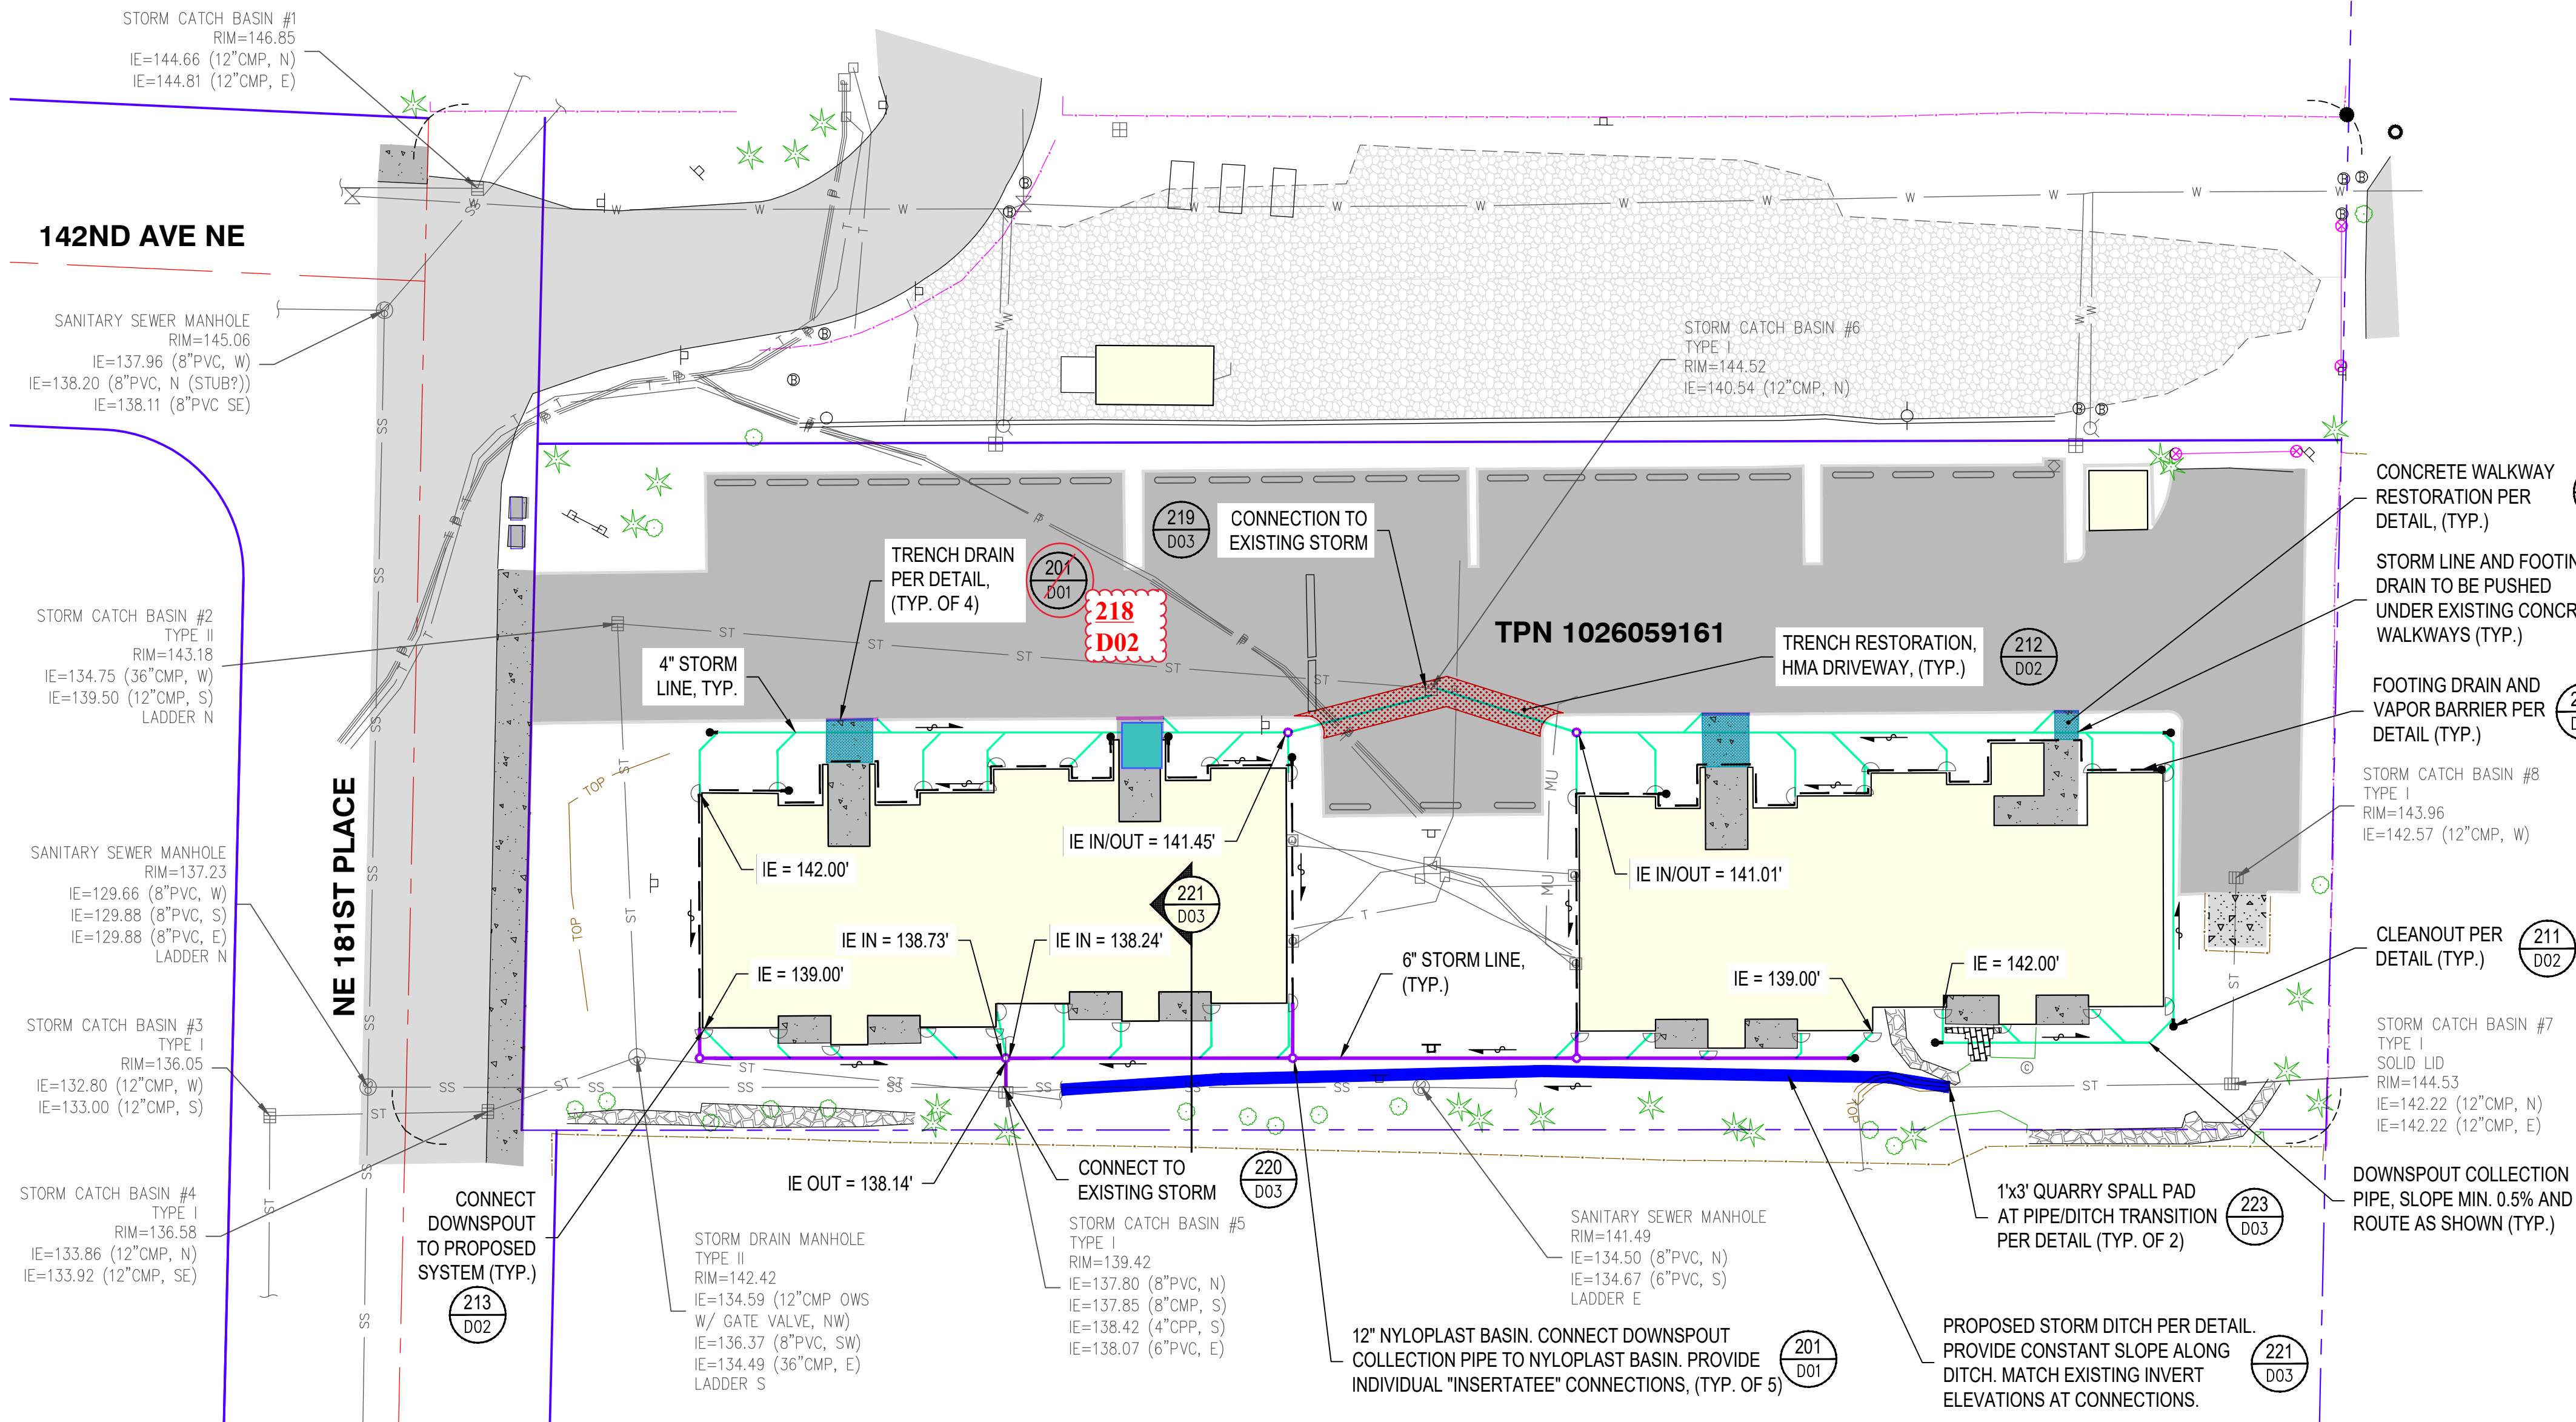 STORM CATCH BASIN #1
RIM=146.85
IE=144.66 (12"CMP, N)
IE=144.81 (12"CMP, E)
142ND AVE NE
SANITARY SEWER MANHOLE
RIM=145.06
IE=137.96 (8"PVC, W)
IE=138.20 (8"PVC, N (STUB?))
IE=138.11 (8"PVC SE)
STORM CATCH BASIN #6
TYPE I
RIM=144.52
IE=140.54 (12"CMP, N)
CONCRETE WALKWAY
RESTORATION PER
DETAIL, (TYP.)
219
D03
CONNECTION TO
EXISTING STORM
TRENCH DRAIN
PER DETAIL,
(TYP. OF 4)
201
D01
218
D02
STORM LINE AND FOOTIN
DRAIN TO BE PUSHED
UNDER EXISTING CONCR
WALKWAYS (TYP.)
STORM CATCH BASIN #2
TYPE II
RIM=143.18
IE=134.75 (36"CMP, W)
IE=139.50 (12"CMP, S)
LADDER N
4" STORM
LINE, TYP.
TPN 1026059161
TRENCH RESTORATION,
HMA DRIVEWAY, (TYP.)
212
D02
FOOTING DRAIN AND
VAPOR BARRIER PER
DETAIL (TYP.)
NE 181ST PLACE
TOP
TOP
STORM CATCH BASIN #8
TYPE I
RIM=143.96
IE=142.57 (12"CMP, W)
IE IN/OUT = 141.45'
IE = 142.00'
IE IN/OUT = 141.01'
221
D03
SANITARY SEWER MANHOLE
RIM=137.23
IE=129.66 (8"PVC, W)
IE=129.88 (8"PVC, S)
IE=129.88 (8"PVC, E)
LADDER N
IE IN = 138.73'
IE IN = 138.24'
IE = 139.00'
6" STORM LINE,
(TYP.)
IE = 139.00'
IE = 142.00'
CLEANOUT PER
DETAIL (TYP.)
211
D02
STORM CATCH BASIN #3
TYPE I
RIM=136.05
IE=132.80 (12"CMP, W)
IE=133.00 (12"CMP, S)
STORM CATCH BASIN #7
TYPE I
SOLID LID
RIM=144.53
IE=142.22 (12"CMP, N)
IE=142.22 (12"CMP, E)
TOP
STORM CATCH BASIN #4
TYPE I
RIM=136.58
IE=133.86 (12"CMP, N)
IE=133.92 (12"CMP, SE)
CONNECT
DOWNSPOUT
TO PROPOSED
SYSTEM (TYP.)
213
D02
IE OUT = 138.14'
CONNECT TO
EXISTING STORM
220
D03
STORM DRAIN MANHOLE
TYPE II
RIM=142.42
IE=134.59 (12"CMP OWS
W/ GATE VALVE, NW)
IE=136.37 (8"PVC, SW)
IE=134.49 (36"CMP, E)
LADDER S
STORM CATCH BASIN #5
TYPE I
RIM=139.42
IE=137.80 (8"PVC, N)
IE=137.85 (8"CMP, S)
IE=138.42 (4"CPP, S)
IE=138.07 (6"PVC, E)
SANITARY SEWER MANHOLE
RIM=141.49
IE=134.50 (8"PVC, N)
IE=134.67 (6"PVC, S)
LADDER E
1'x3' QUARRY SPALL PAD
AT PIPE/DITCH TRANSITION
PER DETAIL (TYP. OF 2)
223
D03
DOWNSPOUT COLLECTION
PIPE, SLOPE MIN. 0.5% AND
ROUTE AS SHOWN (TYP.)
12" NYLOPLAST BASIN. CONNECT DOWNSPOUT
COLLECTION PIPE TO NYLOPLAST BASIN. PROVIDE
INDIVIDUAL "INSERTATEE" CONNECTIONS, (TYP. OF 5)
201
D01
PROPOSED STORM DITCH PER DETAIL.
PROVIDE CONSTANT SLOPE ALONG
DITCH. MATCH EXISTING INVERT
ELEVATIONS AT CONNECTIONS.
221
D03